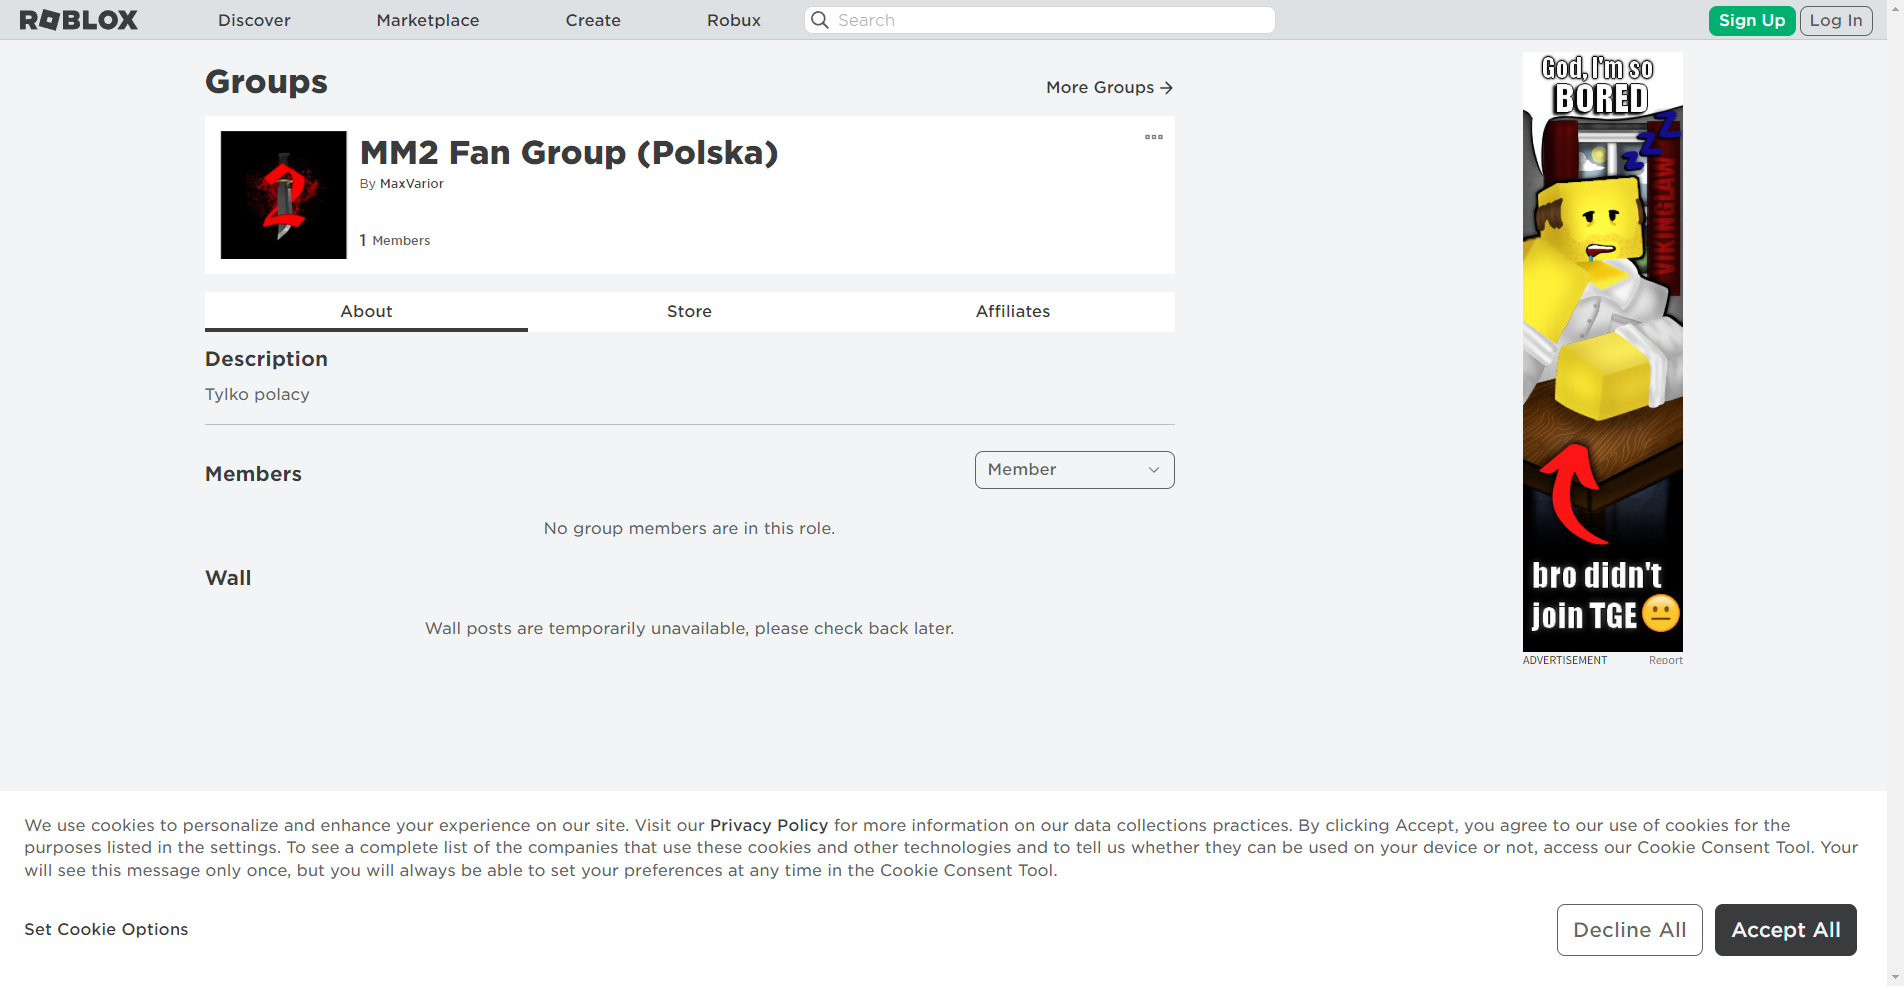 ROBLOX
Discover
Marketplace
Create
Robux
Search
Sign Up
Log In
Groups
More Groups
MM2 Fan Group (Polska)
By MaxVarior
1 Members
2
About
Store
Affiliates
Description
Tylko polacy
Members
Member
No group members are in this role.
Wall
Wall posts are temporarily unavailable, please check back later.
God, I'm so
BORED
ZZZ
VIKINGLAW
bro didn't
join TGE
ADVERTISEMENT
Report
We use cookies to personalize and enhance your experience on our site. Visit our Privacy Policy for more information on our data collections practices. By clicking Accept, you agree to our use of cookies for the
purposes listed in the settings. To see a complete list of the companies that use these cookies and other technologies and to tell us whether they can be used on your device or not, access our Cookie Consent Tool. Your
will see this message only once, but you will always be able to set your preferences at any time in the Cookie Consent Tool.
Set Cookie Options
Decline All
Accept All